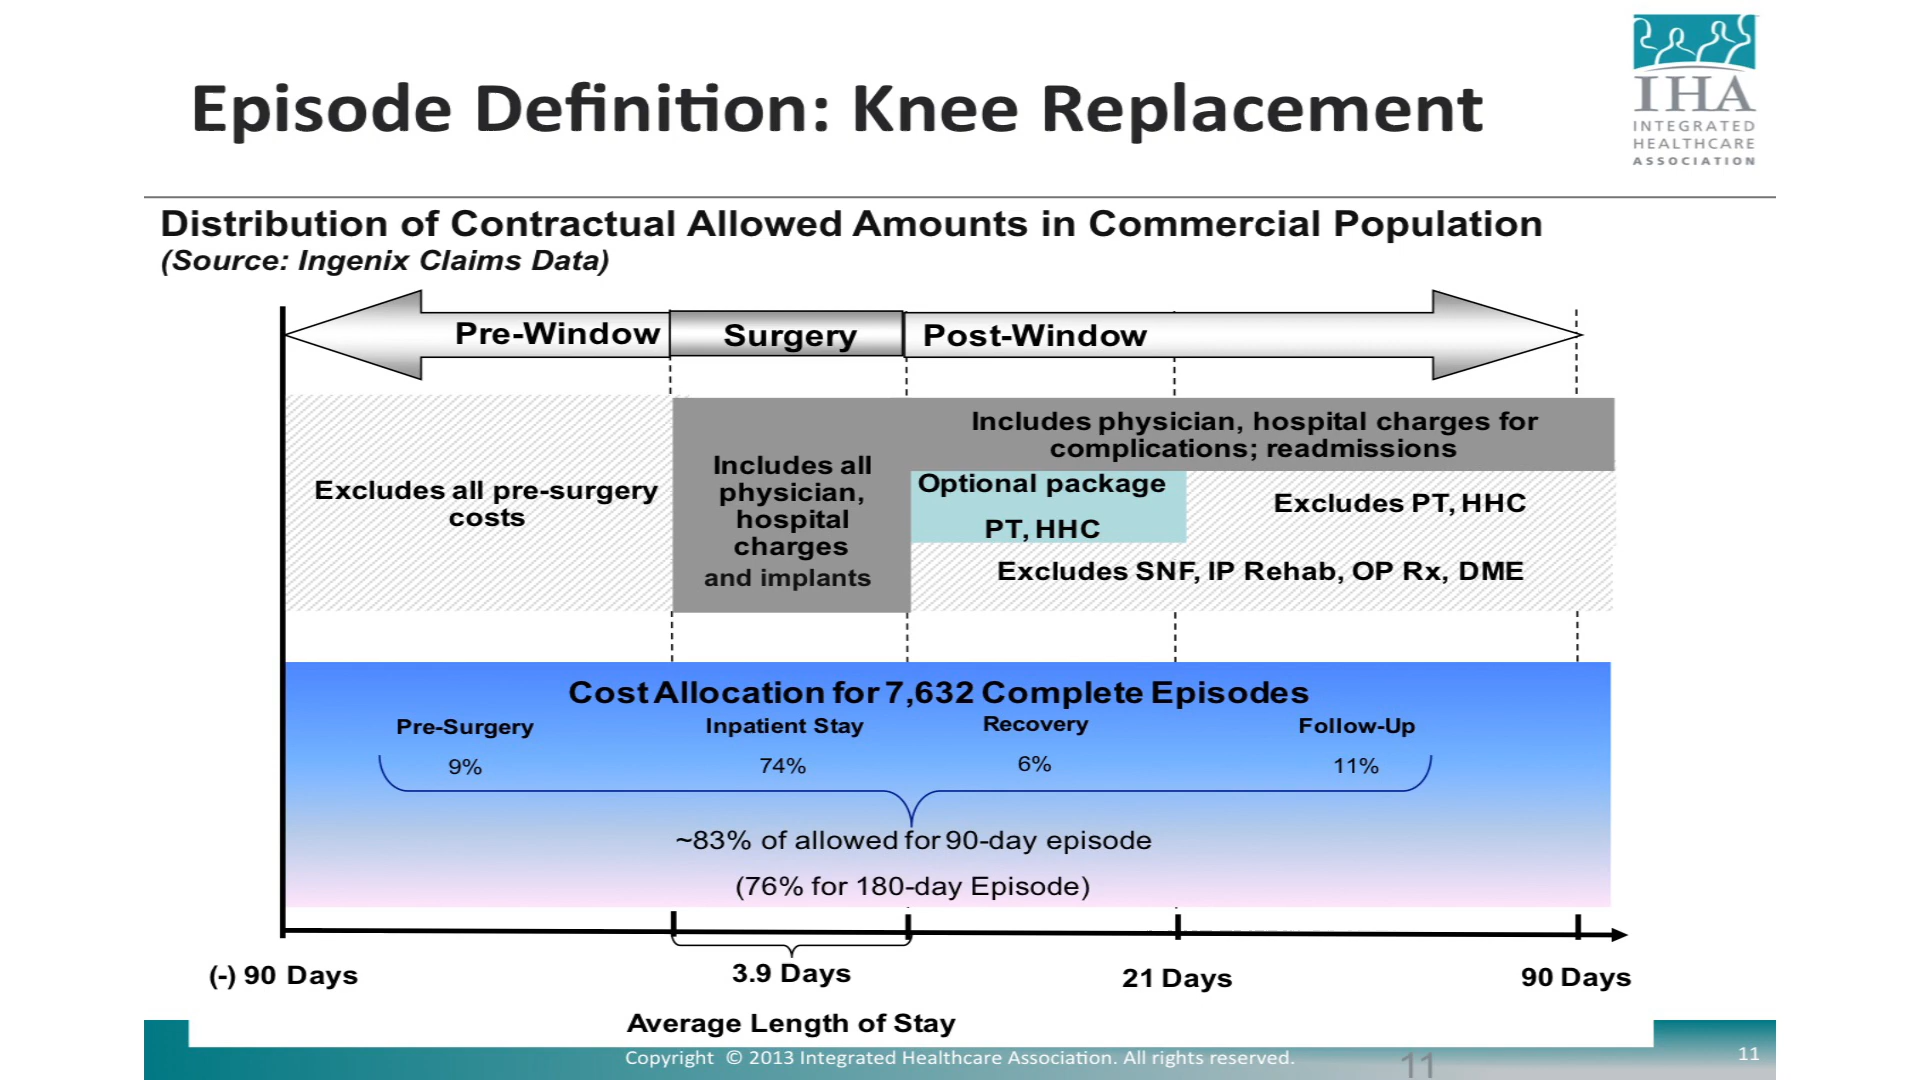 Episode Definition: Knee Replacement
IHA
INTEGRATED
HEALTHCARE
ASSOCIATION
Distribution of Contractual Allowed Amounts in Commercial Population
(Source: Ingenix Claims Data)
Pre-Window
Surgery
Post-Window
Excludes all pre-surgery
costs
Includes all
physician,
hospital
charges
and implants
Includes physician, hospital charges for
complications; readmissions
Optional package
PT, HHC
Excludes PT, HHC
Excludes SNF, IP Rehab, OP Rx, DME
Cost Allocation for 7,632 Complete Episodes
Pre-Surgery Inpatient Stay Recovery Follow-Up
9% 74% 6% 11%
~83% of allowed for 90-day episode
(76% for 180-day Episode)
(-) 90 Days 3.9 Days 21 Days 90 Days
Average Length of Stay
Copyright © 2013 Integrated Healthcare Association. All rights reserved.
11
11